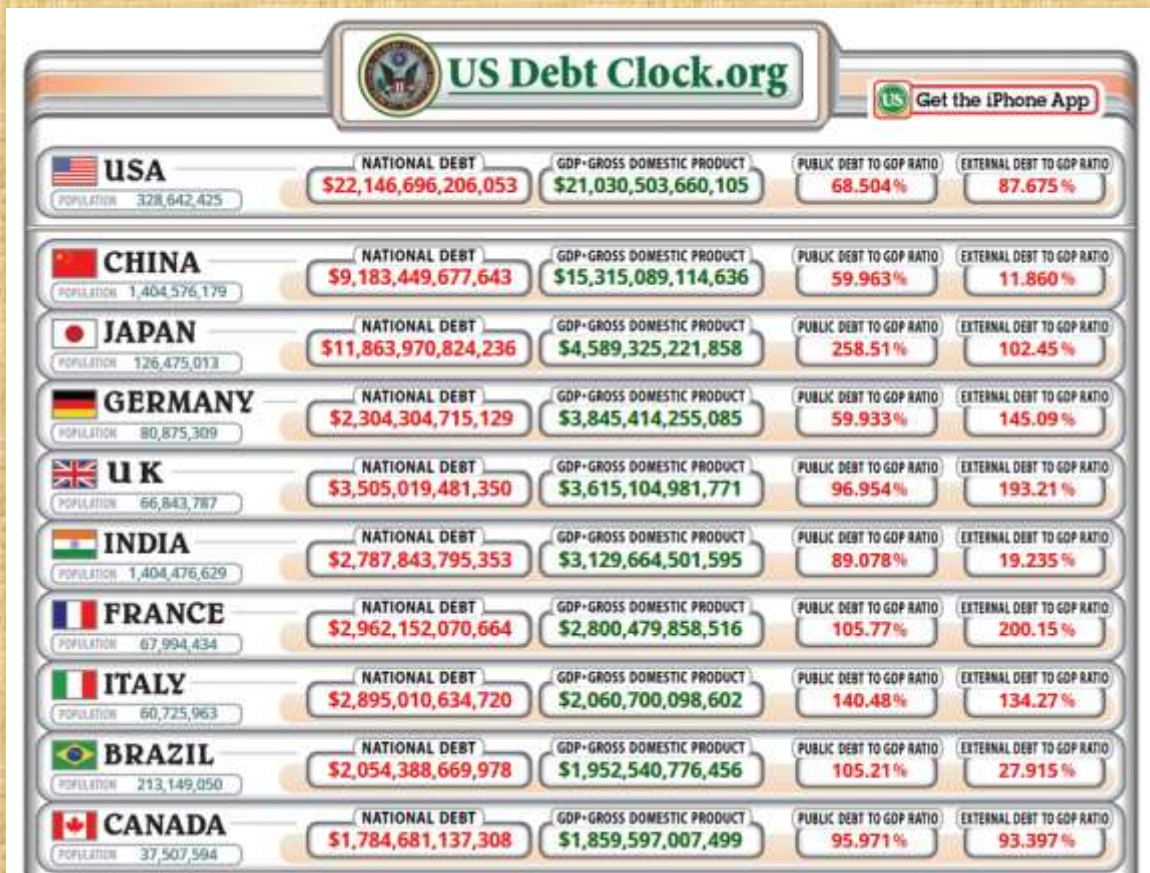 US Debt Clock.org
US Get the iPhone App
USA
NATIONAL DEBT GDP-GROSS DOMESTIC PRODUCT PUBLIC DEBT TO GDP RATIO EXTERNAL DEBT TO GDP RATIO
$22,146,696,206,053 $21,030,503,660,105 68.504% 87.675%
POPULATION 328,642,425
CHINA
NATIONAL DEBT GDP-GROSS DOMESTIC PRODUCT PUBLIC DEBT TO GDP RATIO EXTERNAL DEBT TO GDP RATIO
$9,183,449,677,643 $15,315,089,114,636 59.963% 11.860%
POPULATION 1,404,576,179
JAPAN
NATIONAL DEBT GDP-GROSS DOMESTIC PRODUCT PUBLIC DEBT TO GDP RATIO EXTERNAL DEBT TO GDP RATIO
$11,863,970,824,236 $4,589,325,221,858 258.51% 102.45%
POPULATION 126,475,013
GERMANY
NATIONAL DEBT GDP-GROSS DOMESTIC PRODUCT PUBLIC DEBT TO GDP RATIO EXTERNAL DEBT TO GDP RATIO
$2,304,304,715,129 $3,845,414,255,085 59.933% 145.09%
POPULATION 80,875,309
U K
NATIONAL DEBT GDP-GROSS DOMESTIC PRODUCT PUBLIC DEBT TO GDP RATIO EXTERNAL DEBT TO GDP RATIO
$3,505,019,481,350 $3,615,104,981,771 96.954% 193.21%
POPULATION 66,843,787
INDIA
NATIONAL DEBT GDP-GROSS DOMESTIC PRODUCT PUBLIC DEBT TO GDP RATIO EXTERNAL DEBT TO GDP RATIO
$2,787,843,795,353 $3,129,664,501,595 89.078% 19.235%
POPULATION 1,404,476,629
FRANCE
NATIONAL DEBT GDP-GROSS DOMESTIC PRODUCT PUBLIC DEBT TO GDP RATIO EXTERNAL DEBT TO GDP RATIO
$2,962,152,070,664 $2,800,479,858,516 105.77% 200.15%
POPULATION 67,994,434
ITALY
NATIONAL DEBT GDP-GROSS DOMESTIC PRODUCT PUBLIC DEBT TO GDP RATIO EXTERNAL DEBT TO GDP RATIO
$2,895,010,634,720 $2,060,700,098,602 140.48% 134.27%
POPULATION 60,725,963
BRAZIL
NATIONAL DEBT GDP-GROSS DOMESTIC PRODUCT PUBLIC DEBT TO GDP RATIO EXTERNAL DEBT TO GDP RATIO
$2,054,388,669,978 $1,952,540,776,456 105.21% 27.915%
POPULATION 213,149,050
CANADA
NATIONAL DEBT GDP-GROSS DOMESTIC PRODUCT PUBLIC DEBT TO GDP RATIO EXTERNAL DEBT TO GDP RATIO
$1,784,681,137,308 $1,859,597,007,499 95.971% 93.397%
POPULATION 37,507,594